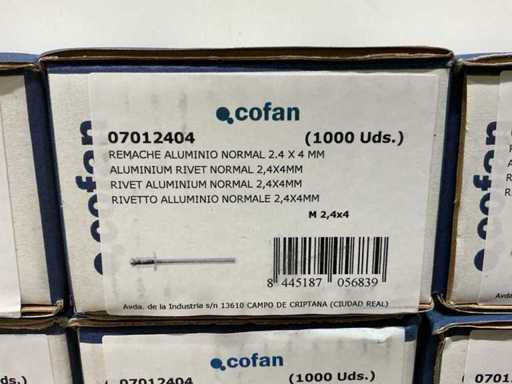 cofan
07012404 (1000 Uds.)
REMACHE ALUMINIO NORMAL 2.4 X 4 MM
ALUMINIUM RIVET NORMAL 2,4X4MM
RIVET ALUMINIUM NORMAL 2,4X4MM
RIVETTO ALLUMINIO NORMALE 2,4X4MM
M 2,4x4
8 445187 056839
Avda. de la Industria s/n 13610 CAMPO DE CRIPTANA (CIUDAD REAL)
cofan
07012404 (1000 Uds.)